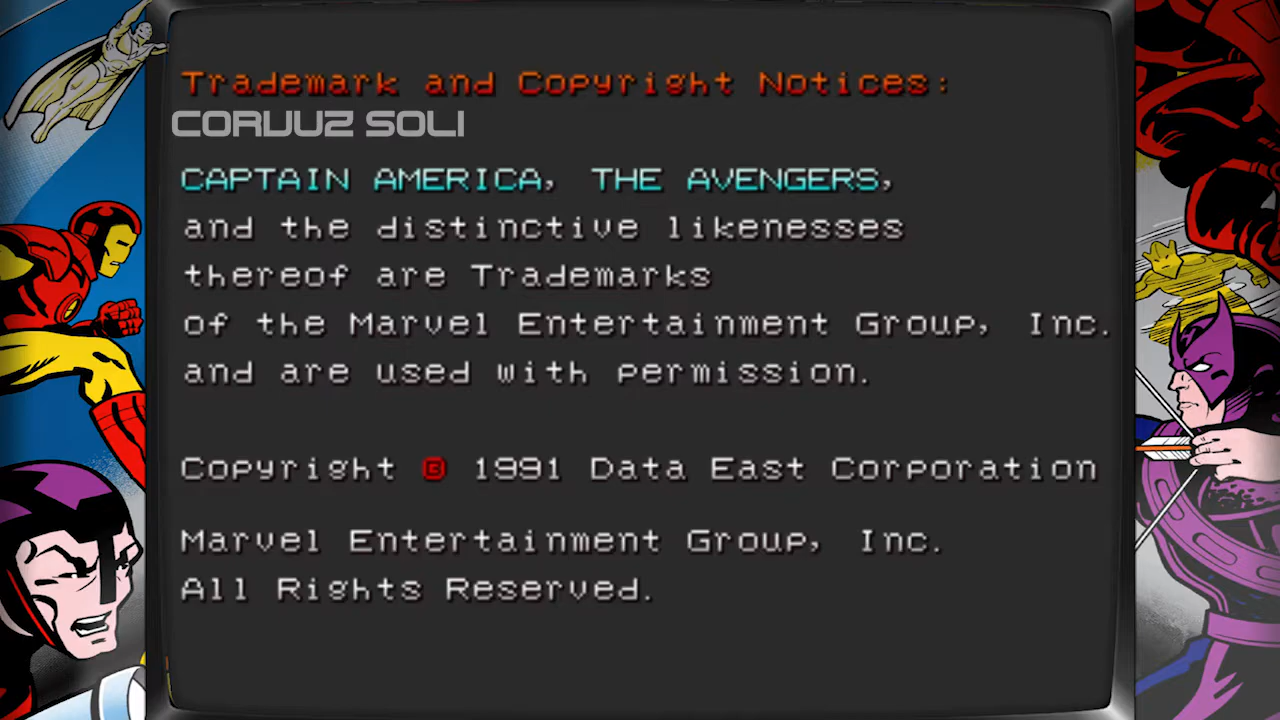 Trademark and Copyright Notices:
CORVUZ SOLI
CAPTAIN AMERICA, THE AVENGERS,
and the distinctive likenesses
thereof are Trademarks
of the Marvel Entertainment Group, Inc.
and are used with permission.
Copyright © 1991 Data East Corporation
Marvel Entertainment Group, Inc.
All Rights Reserved.